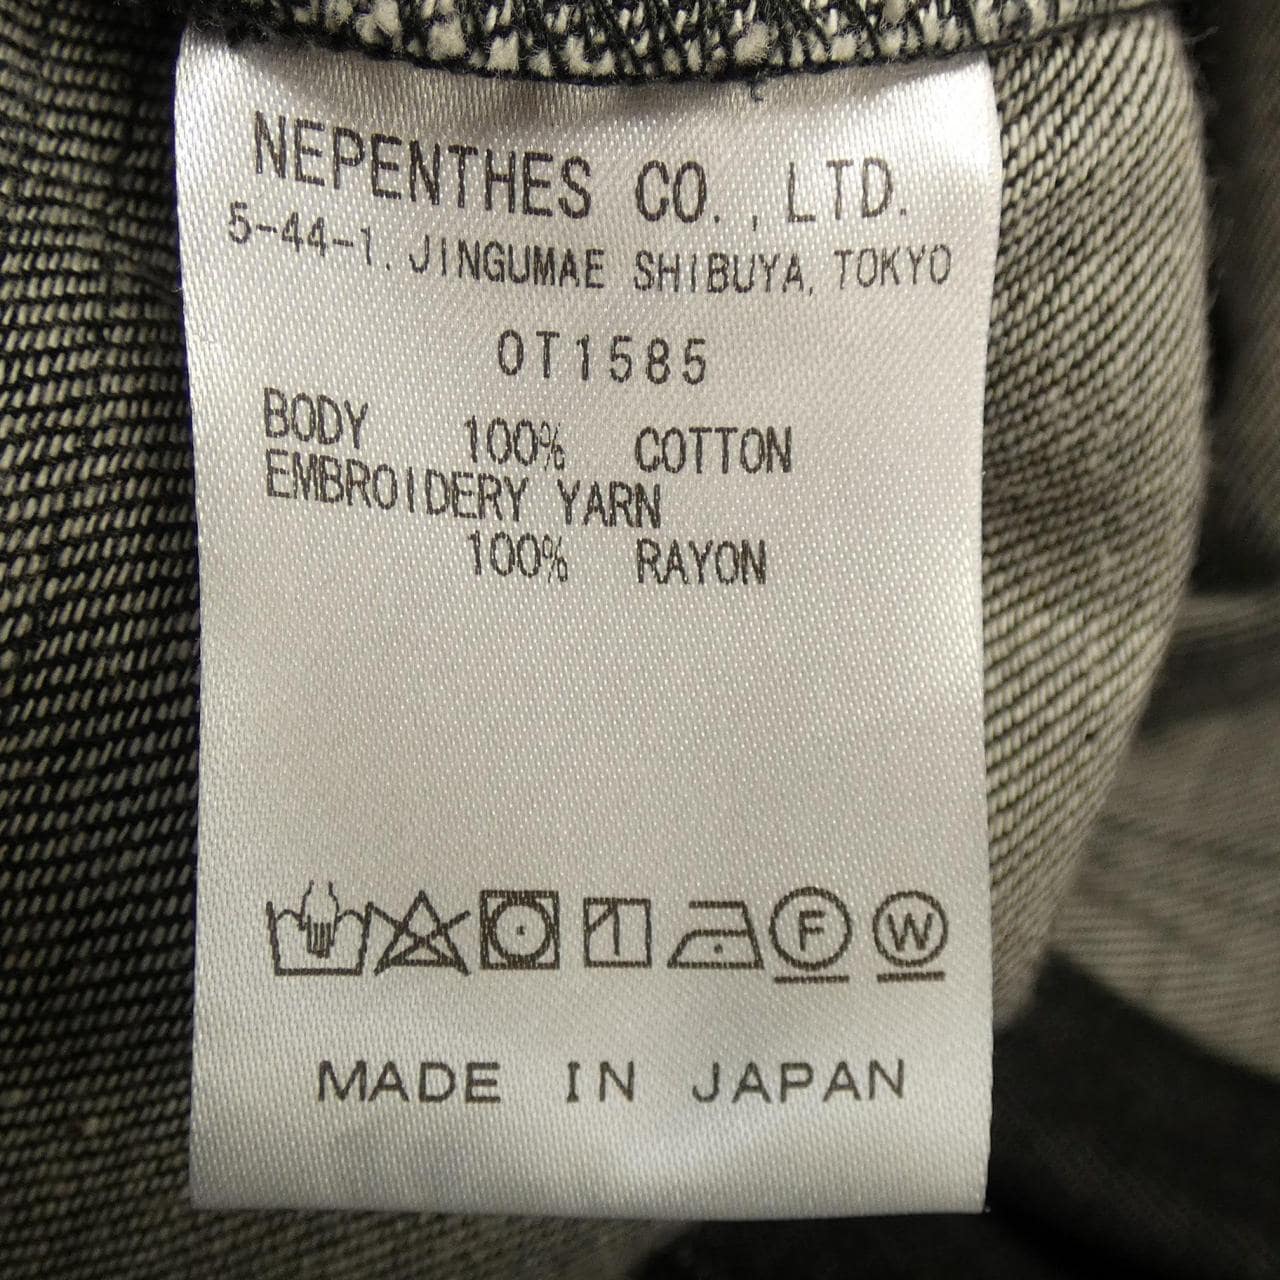 NEPENTHES CO., LTD.
5-44-1. JINGUMAE SHIBUYA, TOKYO
OT1585
BODY 100% COTTON
EMBROIDERY YARN
100% RAYON
F W
MADE IN JAPAN